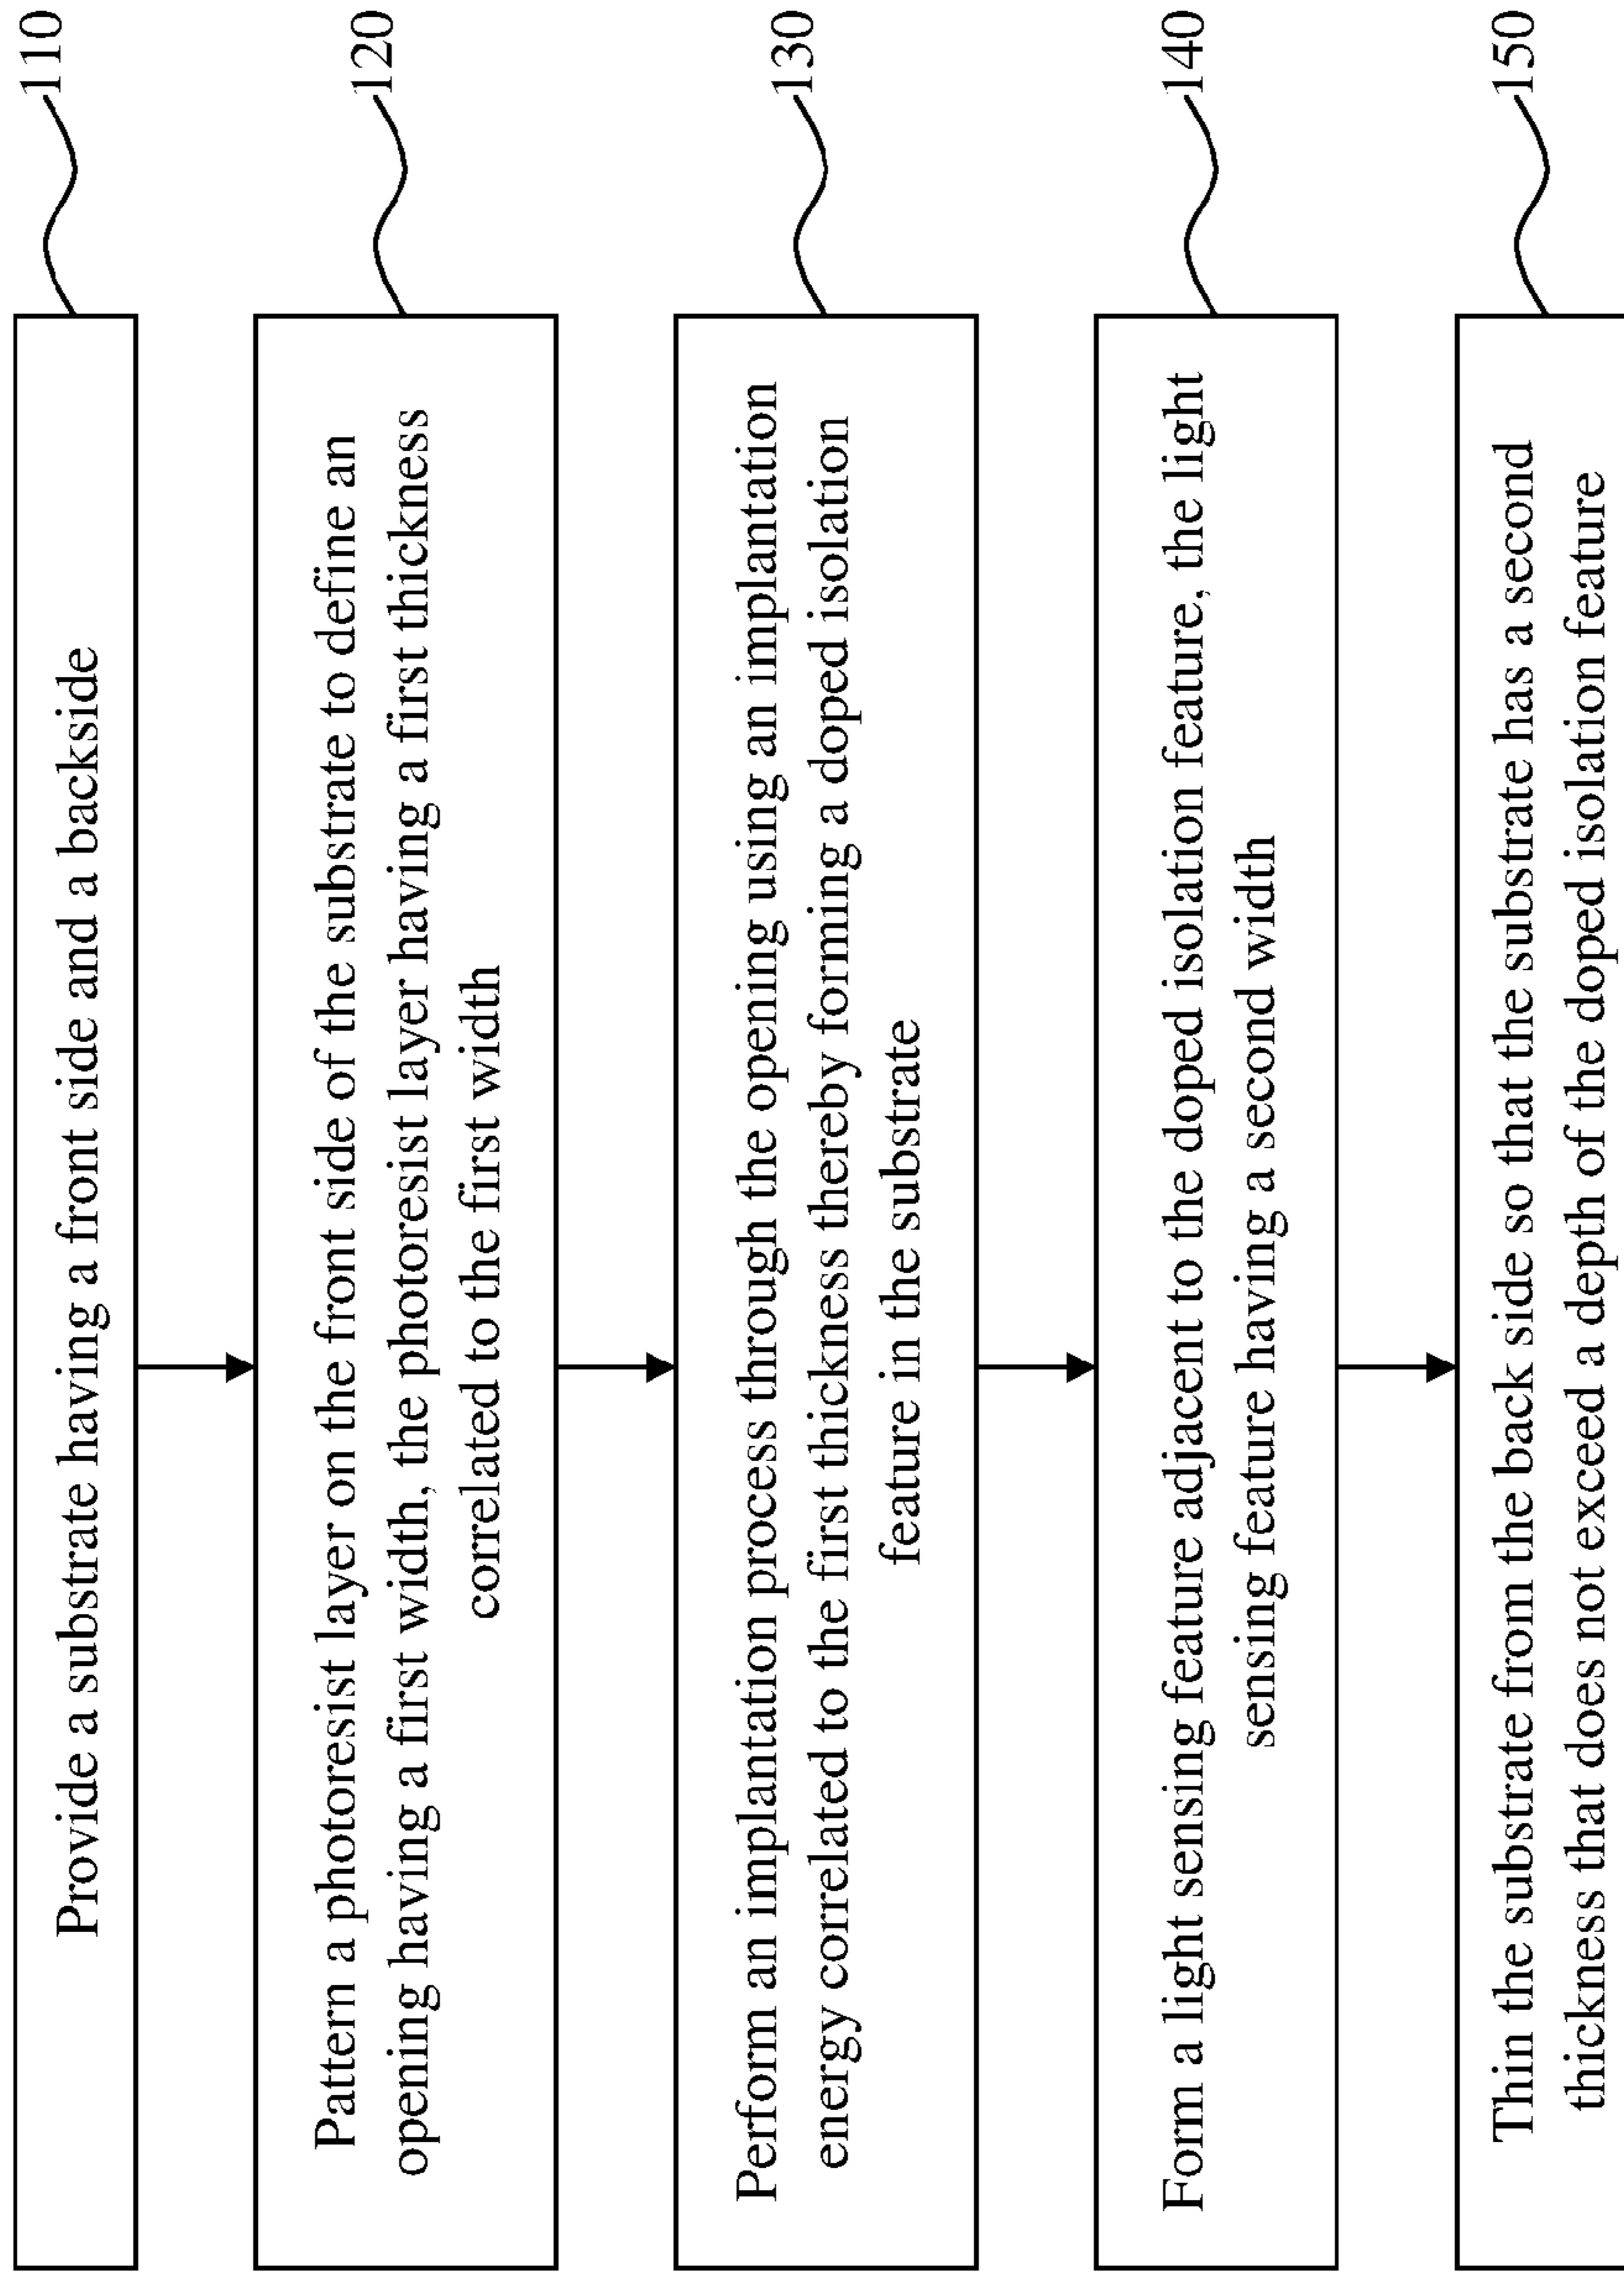 Provide a substrate having a front side and a backside
110
Pattern a photoresist layer on the front side of the substrate to define an
opening having a first width, the photoresist layer having a first thickness
correlated to the first width
120
Perform an implantation process through the opening using an implantation
energy correlated to the first thickness thereby forming a doped isolation
feature in the substrate
130
Form a light sensing feature adjacent to the doped isolation feature, the light
sensing feature having a second width
140
Thin the substrate from the back side so that the substrate has a second
thickness that does not exceed a depth of the doped isolation feature
150